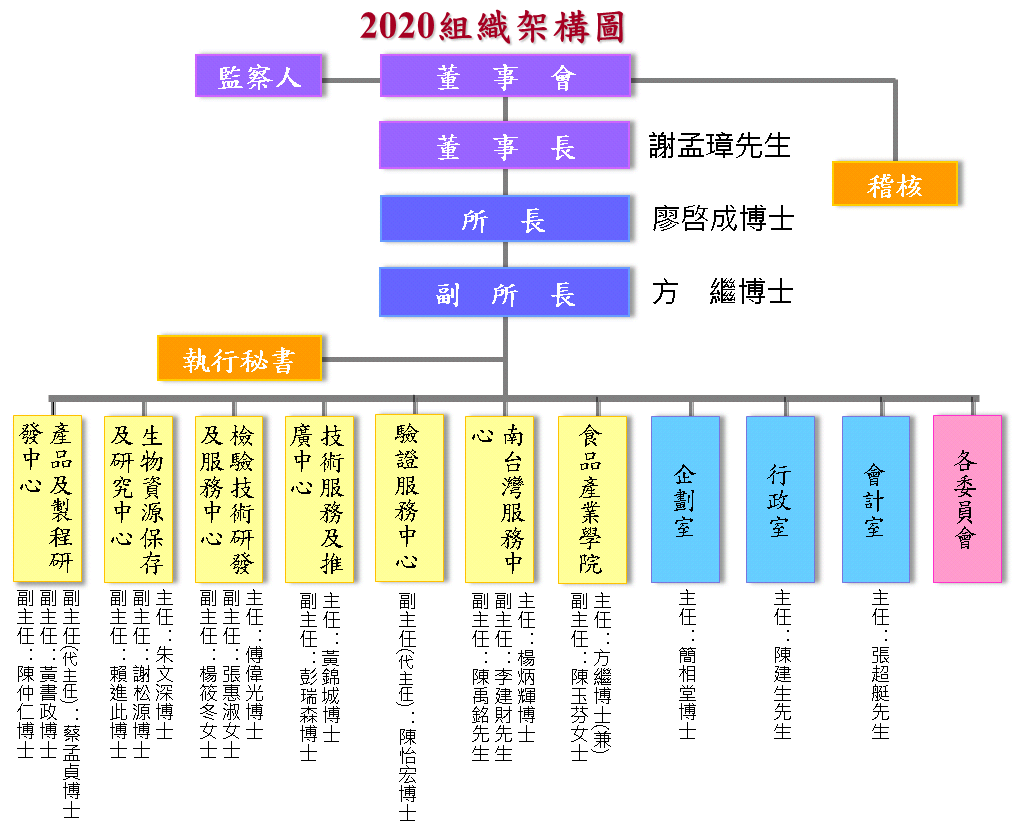 2020組織架構圖
監察人
董事會
董事長
謝孟璋先生
稽核
所長
廖啓成博士
副所長
方　繼博士
執行秘書
產品及製程研
發中心
生物資源保存
及研究中心
檢驗技術研發
及服務中心
技術服務及推
廣中心
驗證服務中心
南台灣服務中
心
食品產業學院
企劃室
行政室
會計室
各委員會
副主任(代主任)：蔡孟貞博士
副主任：黃書政博士
副主任：陳仲仁博士
主任：朱文深博士
副主任：謝松源博士
副主任：賴進此博士
主任：傅偉光博士
副主任：張惠淑女士
副主任：楊筱冬女士
主任：黃錦城博士
副主任：彭瑞森博士
副主任(代主任)：陳怡宏博士
主任：楊炳輝博士
副主任：李建財先生
副主任：陳禹銘先生
主任：方繼博士(兼)
副主任：陳玉芬女士
主任：簡相堂博士
主任：陳建生先生
主任：張超艇先生